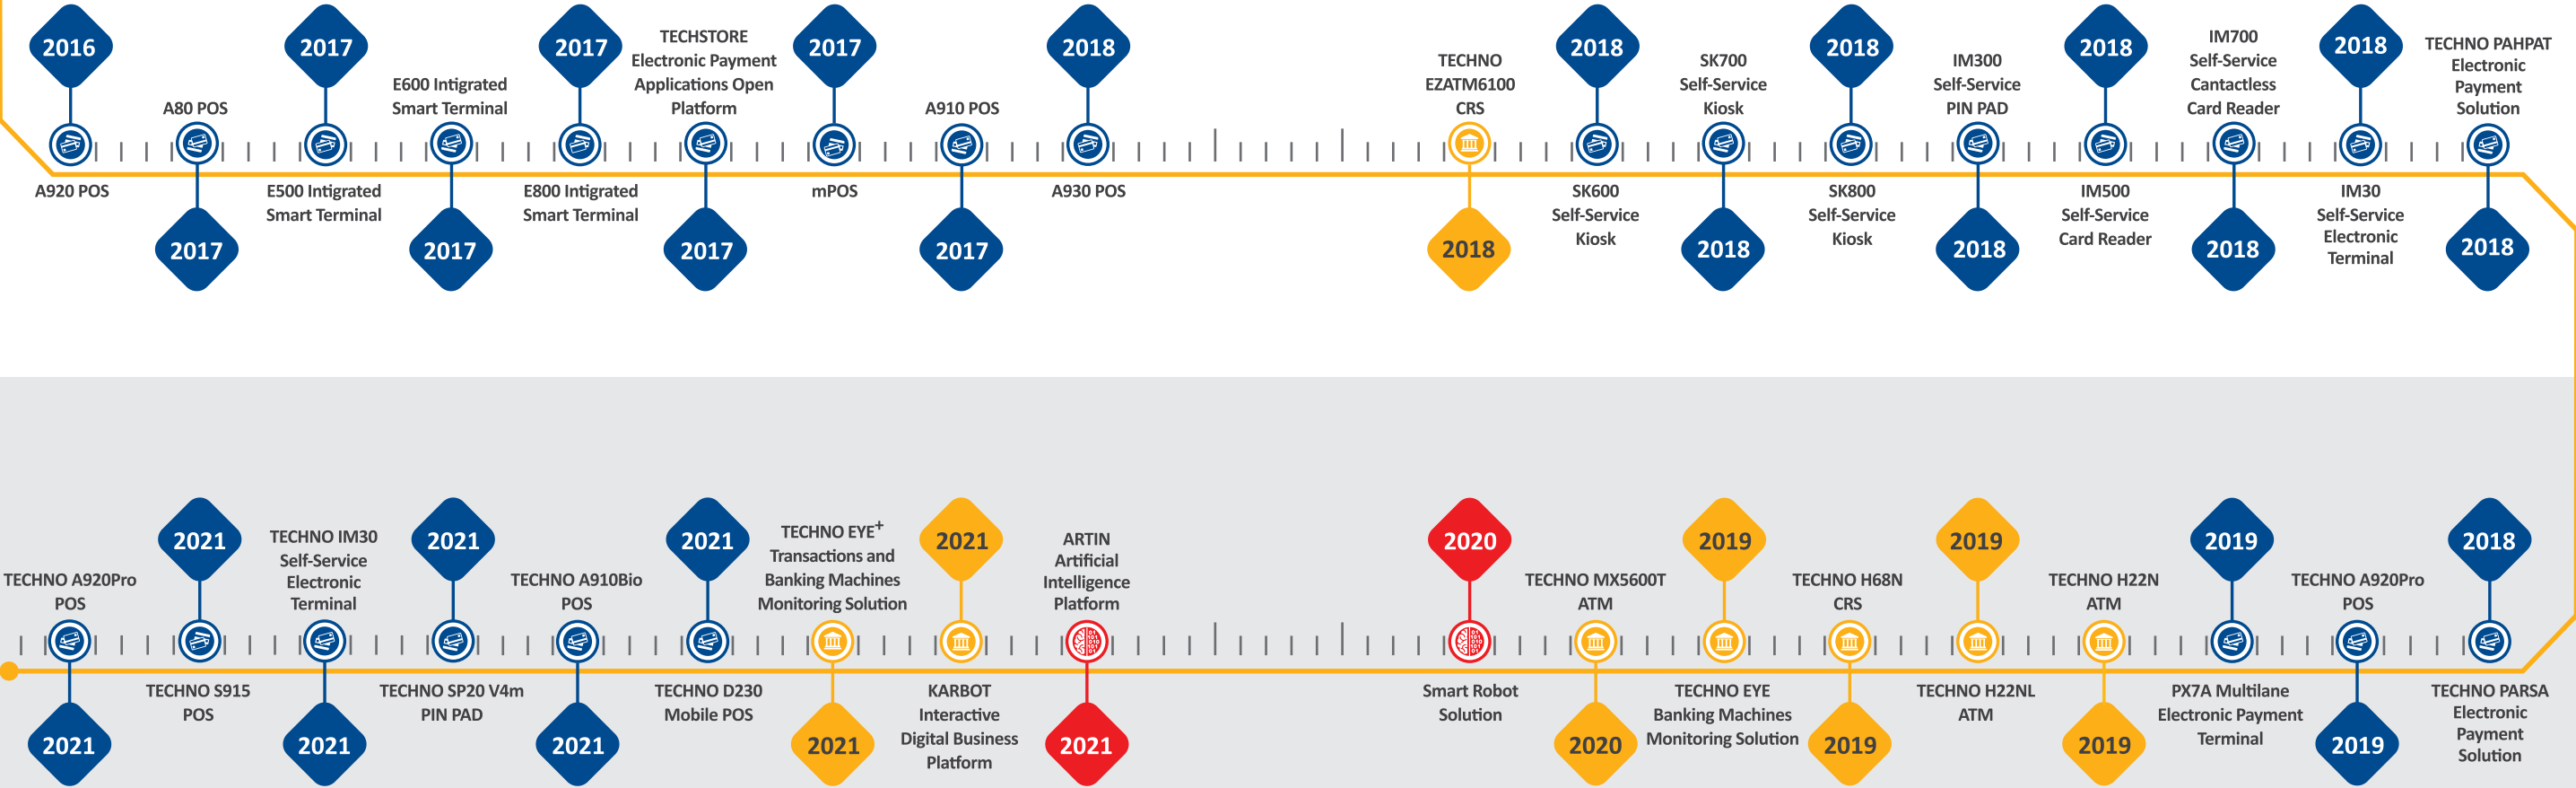 2016
A920 POS
A80 POS
2017
2017
E500 Intigrated
Smart Terminal
E600 Intigrated
Smart Terminal
2017
2017
E800 Intigrated
Smart Terminal
TECHSTORE
Electronic Payment
Applications Open
Platform
2017
2017
mPOS
A910 POS
2017
2018
A930 POS
TECHNO
EZATM6100
CRS
2018
2018
SK600
Self-Service
Kiosk
SK700
Self-Service
Kiosk
2018
2018
SK800
Self-Service
Kiosk
IM300
Self-Service
PIN PAD
2018
2018
IM500
Self-Service
Card Reader
IM700
Self-Service
Cantactless
Card Reader
2018
2018
IM30
Self-Service
Electronic
Terminal
TECHNO PAHPAT
Electronic
Payment
Solution
2018
TECHNO A920Pro
POS
2021
2021
TECHNO S915
POS
TECHNO IM30
Self-Service
Electronic
Terminal
2021
2021
TECHNO SP20 V4m
PIN PAD
TECHNO A910Bio
POS
2021
2021
TECHNO D230
Mobile POS
TECHNO EYE+
Transactions and
Banking Machines
Monitoring Solution
2021
2021
KARBOT
Interactive
Digital Business
Platform
ARTIN
Artificial
Intelligence
Platform
2021
2020
Smart Robot
Solution
TECHNO MX5600T
ATM
2020
2019
TECHNO EYE
Banking Machines
Monitoring Solution
TECHNO H68N
CRS
2019
2019
TECHNO H22NL
ATM
TECHNO H22N
ATM
2019
2019
PX7A Multilane
Electronic Payment
Terminal
TECHNO A920Pro
POS
2019
2018
TECHNO PARSA
Electronic
Payment
Solution